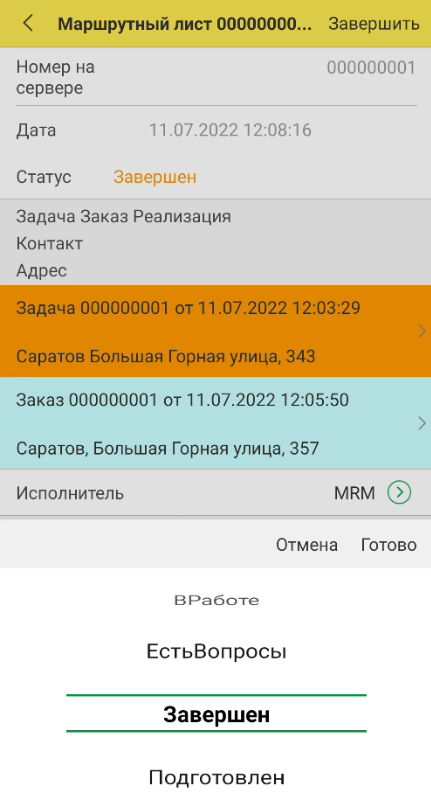 Маршрутный лист 00000000... Завершить
Номер на сервере 000000001
Дата 11.07.2022 12:08:16
Статус Завершен
Задача Заказ Реализация
Контакт
Адрес
Задача 000000001 от 11.07.2022 12:03:29
Саратов Большая Горная улица, 343
Заказ 000000001 от 11.07.2022 12:05:50
Саратов, Большая Горная улица, 357
Исполнитель MRM
Отмена Готово
ВРаботе
ЕстьВопросы
Завершен
Подготовлен